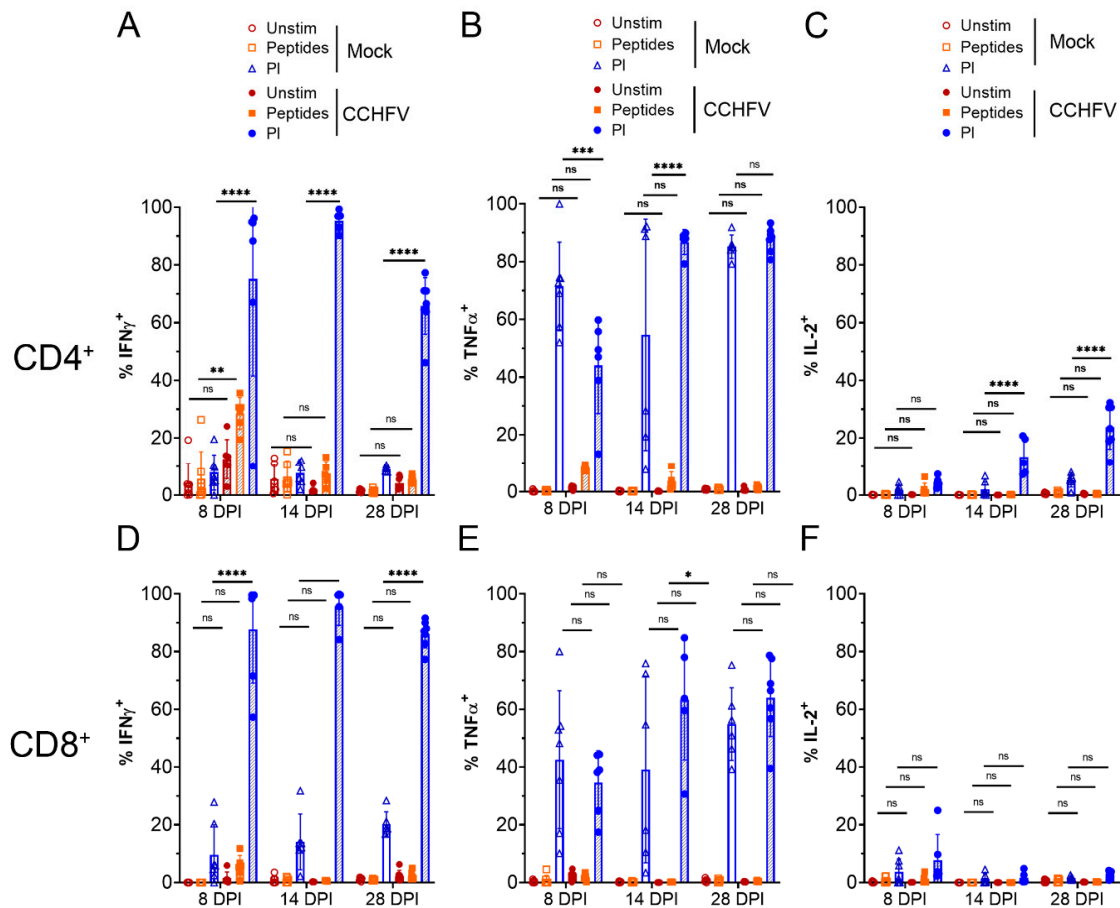 A
Unstim
Peties
Peptides
PI
Mock
Unstim
Peptides
PI
CCHFV
B
Unstim
Peptides
PI
Mock
Unstim
Peptides
PI
CCHFV
C
Unstim
Peptides
PI
Mock
Unstim
Peptides
PI
CCHFV
CD4⁺
% IFNγ⁺
100
80
60
40
20
0
ns
**
****
ns
ns
****
ns
ns
****
8 DPI
14 DPI
28 DPI
% TNFα⁺
100
80
60
40
20
0
ns
ns
***
ns
ns
****
ns
ns
ns
8 DPI
14 DPI
28 DPI
% IL-2⁺
100
80
60
40
20
0
ns
ns
ns
ns
ns
****
ns
ns
****
8 DPI
14 DPI
28 DPI
CD8⁺
D
% IFNγ⁺
100
80
60
40
20
0
ns
ns
****
ns
ns
ns
ns
****
8 DPI
14 DPI
28 DPI
E
% TNFα⁺
100
80
60
40
20
0
ns
ns
ns
ns
ns
*
ns
ns
ns
8 DPI
14 DPI
28 DPI
F
% IL-2⁺
100
80
60
40
20
0
ns
ns
ns
ns
ns
ns
ns
ns
ns
8 DPI
14 DPI
28 DPI